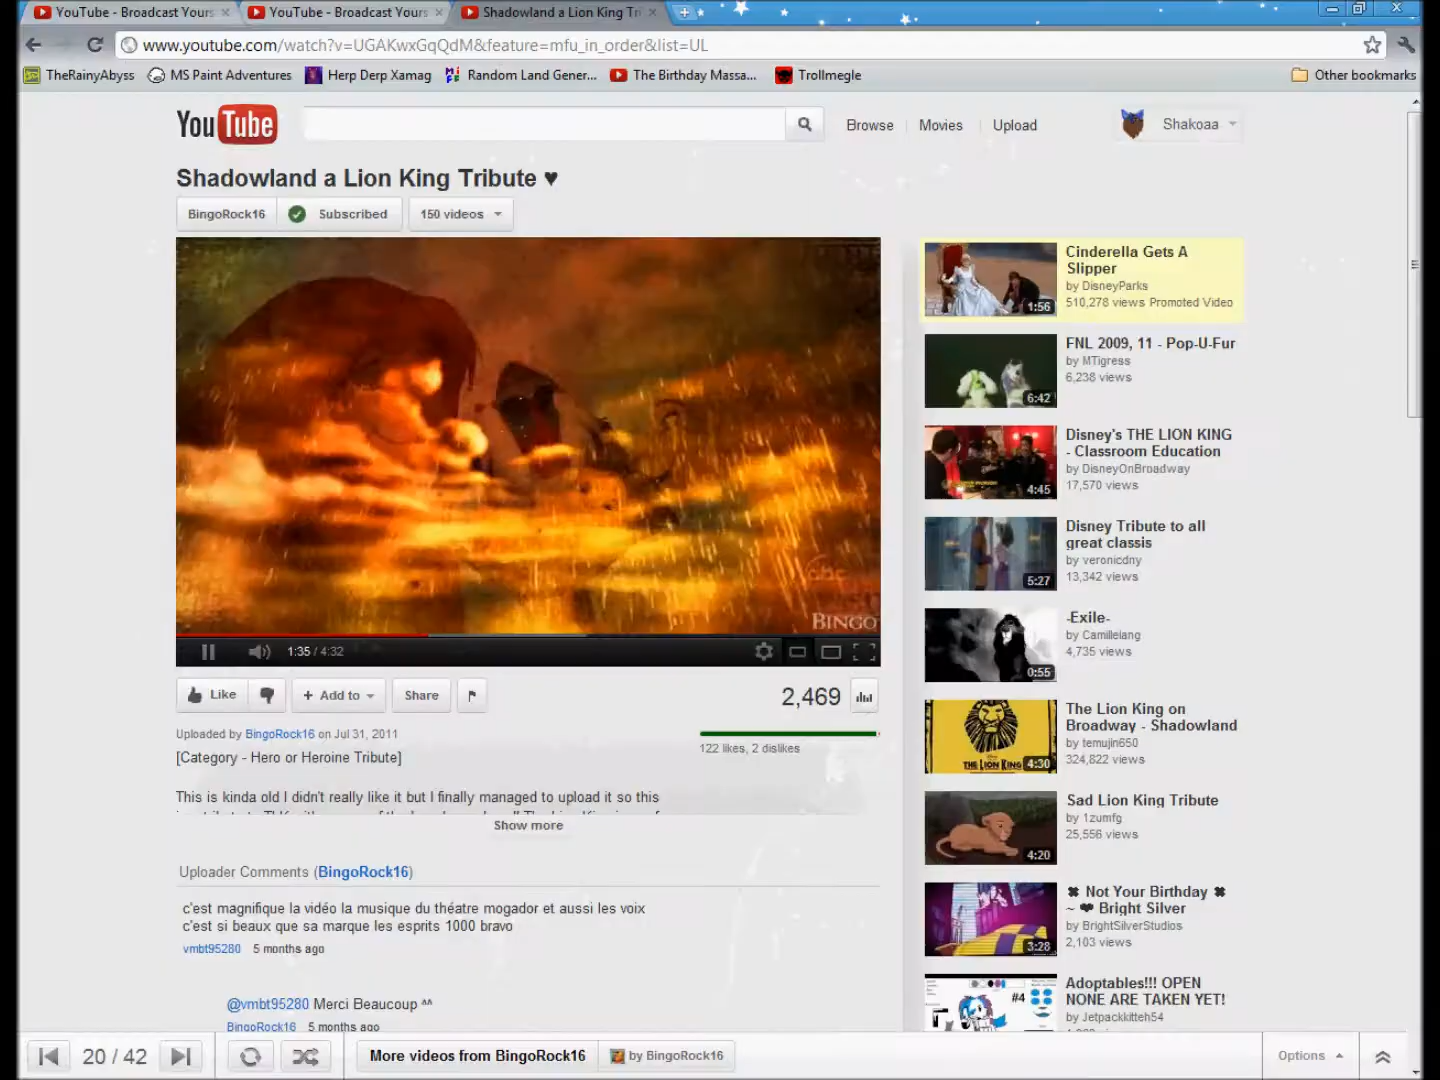 YouTube - Broadcast Yours
YouTube - Broadcast Yours
Shadowland a Lion King Tri
www.youtube.com/watch?v=UGAKwxGqQdM&feature=mfu_in_order&list=UL
TheRainyAbyss
MS Paint Adventures
Herp Derp Xamag
Random Land Gener...
The Birthday Massa...
Trollmegle
Other bookmarks
YouTube
Browse
Movies
Upload
Shakoaa
Shadowland a Lion King Tribute ♥
BingoRock16
Subscribed
150 videos
abc
BINGO
1:35 / 4:32
Like
+ Add to
Share
2,469
Uploaded by BingoRock16 on Jul 31, 2011
122 likes, 2 dislikes
[Category - Hero or Heroine Tribute]
This is kinda old I didn't really like it but I finally managed to upload it so this
Show more
Uploader Comments (BingoRock16)
c'est magnifique la vidéo la musique du théatre mogador et aussi les voix
c'est si beaux que sa marque les esprits 1000 bravo
vmbt95280 5 months ago
@vmbt95280 Merci Beaucoup ^^
BingoRock16 5 months ago
Cinderella Gets A
Slipper
by DisneyParks
510,278 views Promoted Video
1:56
FNL 2009, 11 - Pop-U-Fur
by MTigress
6,238 views
6:42
Disney's THE LION KING
- Classroom Education
by DisneyOnBroadway
17,570 views
4:45
Disney Tribute to all
great classis
by veronicdny
13,342 views
5:27
-Exile-
by Camillelang
4,735 views
0:55
The Lion King on
Broadway - Shadowland
by temujin650
324,822 views
THE LION KING
4:30
Sad Lion King Tribute
by 1zumfg
25,556 views
4:20
✖ Not Your Birthday ✖
~ ❤ Bright Silver
by BrightSilverStudios
2,103 views
3:28
Adoptables!!! OPEN
NONE ARE TAKEN YET!
by Jetpackkitteh54
#4
20 / 42
More videos from BingoRock16
by BingoRock16
Options